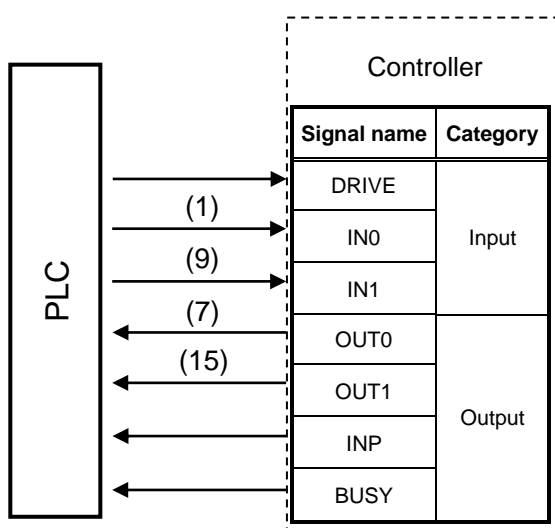 Controller
Signal name Category
DRIVE
(1)
IN0 Input
(9)
IN1
PLC
(7)
OUT0
(15)
OUT1
Output
INP
BUSY